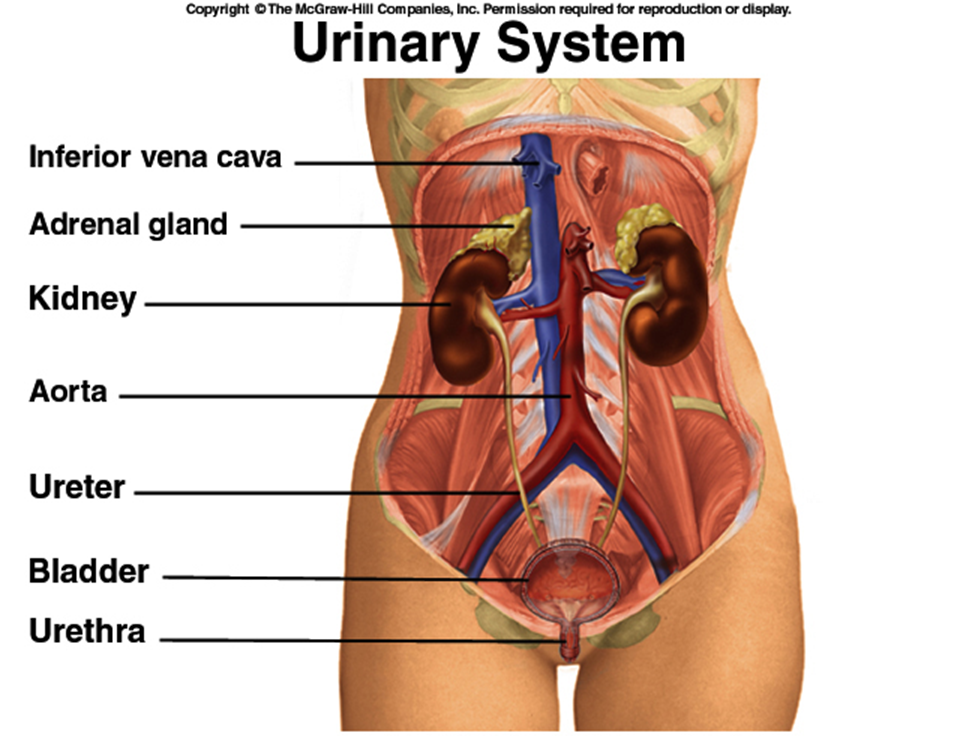 Copyright © The McGraw-Hill Companies, Inc. Permission required for reproduction or display.
Urinary System
Inferior vena cava
Adrenal gland
Kidney
Aorta
Ureter
Bladder
Urethra